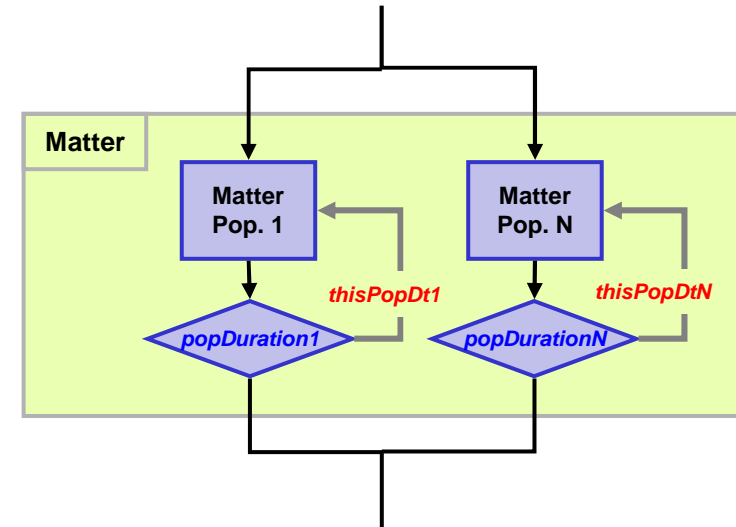 Matter
Matter
Pop. 1
Matter
Pop. N
thisPopDt1
thisPopDtN
popDuration1
popDurationN